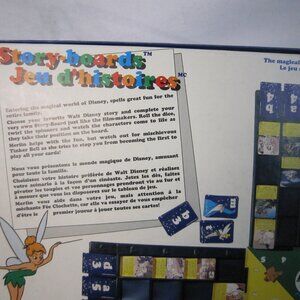 Story-boards™
Jeu d'histoires MC
Entering the magical world of Disney, spells great fun for the
entire family.
Choose your favorite Walt Disney story and complete your
very own Story-Board just like the film-makers. Roll the dice,
twirl the spinners and watch the characters come to life as
they take their position on the board.
Merlin helps with the fun, but watch out for mischievous
Tinker Bell as she tries to stop you from becoming the first to
play all your cards!
Nous vous présentons le monde magique de Disney, amusant
pour toute la famille.
Choisissez votre histoire préférée de Walt Disney et réalisez
votre scénario à la façon d'un cinéaste. Jetez les dés, faites
pivoter les toupies et vos personnages prendront vie au fur et
à mesure que vous les disposerez sur le tableau de jeu.
Merlin vous aide dans votre jeu, mais attention à la
méchante Fée Clochette, car elle va essayer de vous empêcher
d'être le premier joueur à jouer toutes ses cartes!
The magical
Le jeu